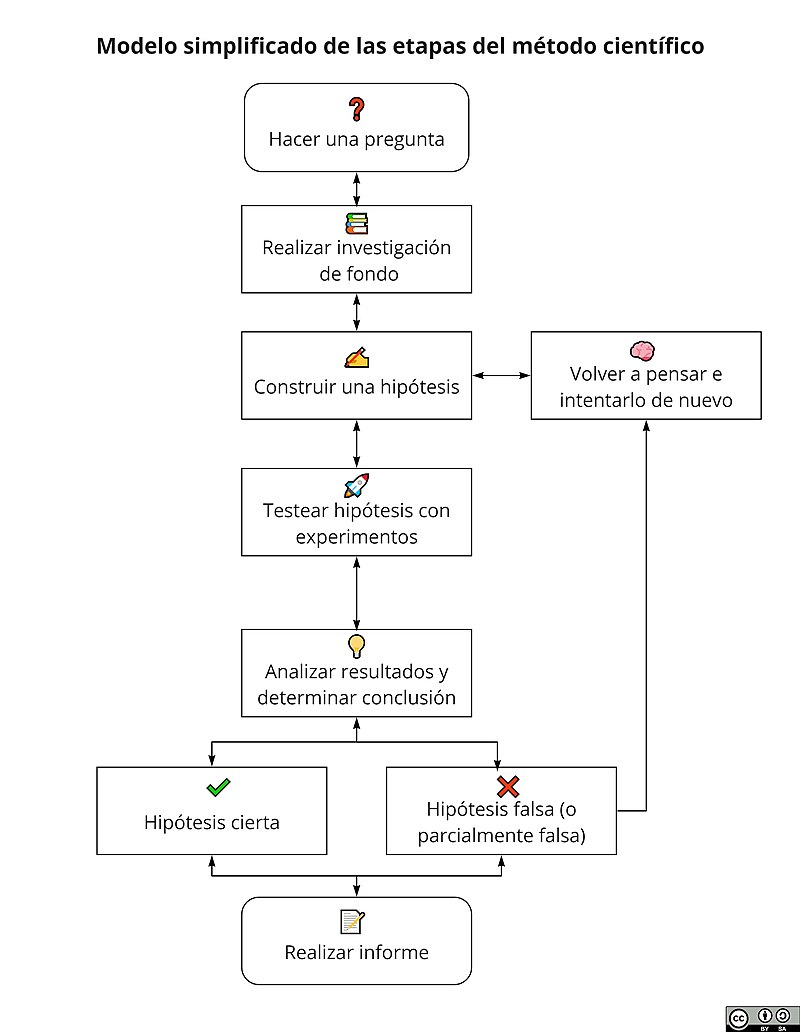 Modelo simplificado de las etapas del método científico
Hacer una pregunta
Realizar investigación
de fondo
Construir una hipótesis
Volver a pensar e
intentarlo de nuevo
Testear hipótesis con
experimentos
Analizar resultados y
determinar conclusión
Hipótesis cierta
Hipótesis falsa (o
parcialmente falsa)
Realizar informe
cc
BY SA